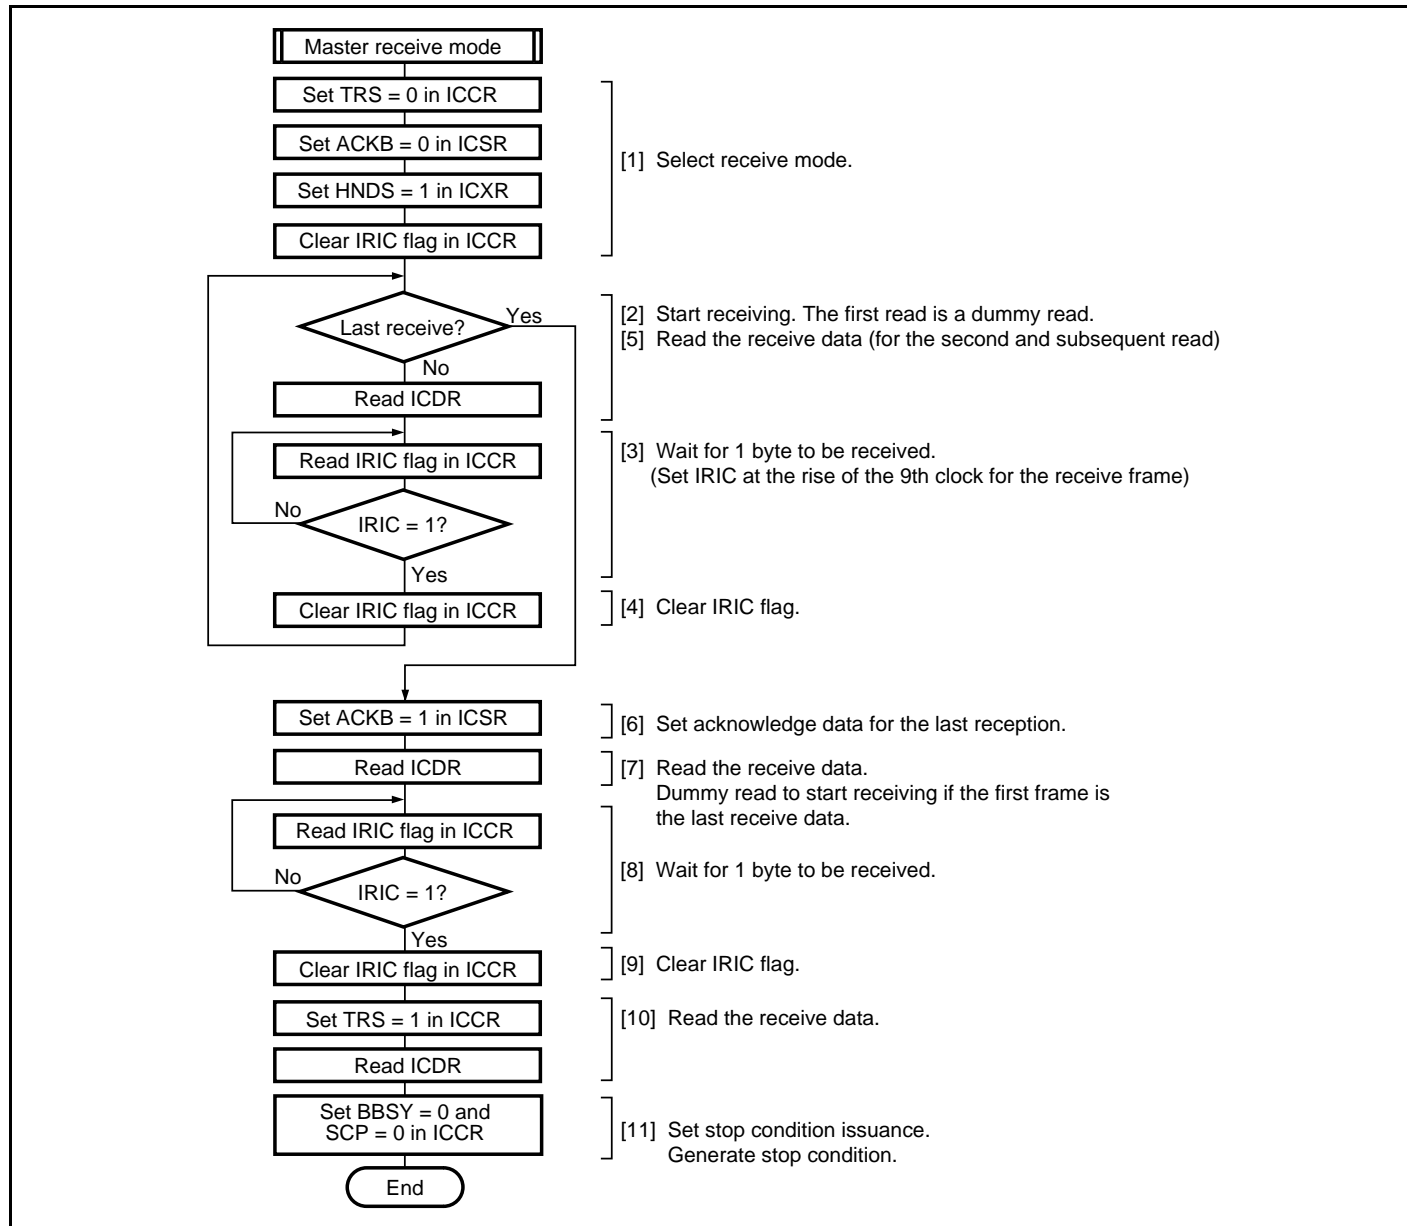 Master receive mode
Set TRS = 0 in ICCR
Set ACKB = 0 in ICSR
[1] Select receive mode.
Set HNDS = 1 in ICXR
Clear IRIC flag in ICCR
Last receive?
Yes
[2] Start receiving. The first read is a dummy read.
[5] Read the receive data (for the second and subsequent read)
No
Read ICDR
Read IRIC flag in ICCR
[3] Wait for 1 byte to be received.
(Set IRIC at the rise of the 9th clock for the receive frame)
No
IRIC = 1?
Yes
Clear IRIC flag in ICCR
[4] Clear IRIC flag.
Set ACKB = 1 in ICSR
[6] Set acknowledge data for the last reception.
Read ICDR
[7] Read the receive data.
Dummy read to start receiving if the first frame is
the last receive data.
Read IRIC flag in ICCR
No
IRIC = 1?
[8] Wait for 1 byte to be received.
Yes
Clear IRIC flag in ICCR
[9] Clear IRIC flag.
Set TRS = 1 in ICCR
[10] Read the receive data.
Read ICDR
Set BBSY = 0 and
SCP = 0 in ICCR
[11] Set stop condition issuance.
Generate stop condition.
End